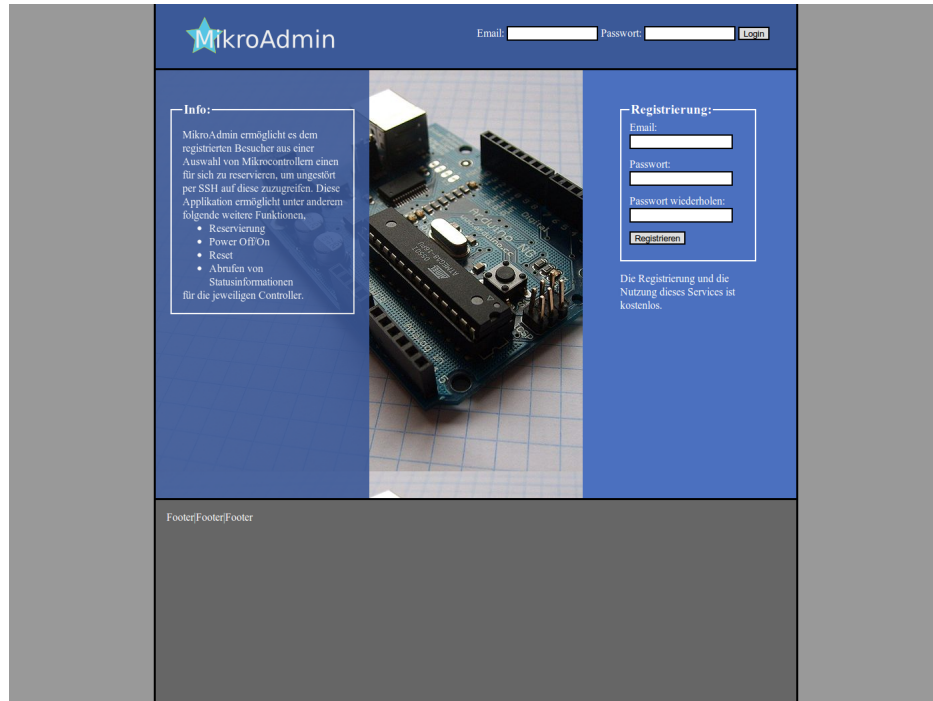 MikroAdmin
Email: Passwort: Login
Info:
MikroAdmin ermöglicht es dem
registrierten Besucher aus einer
Auswahl von Mikrocontrollern einen
für sich zu reservieren, um ungestört
per SSH auf diese zuzugreifen. Diese
Applikation ermöglicht unter anderem
folgende weitere Funktionen,
• Reservierung
• Power Off/On
• Reset
• Abrufen von
Statusinformationen
für die jeweiligen Controller.
Arduino NG
Registrierung:
Email:
Passwort:
Passwort wiederholen:
Registrieren
Die Registrierung und die
Nutzung dieses Services ist
kostenlos.
Footer|Footer|Footer